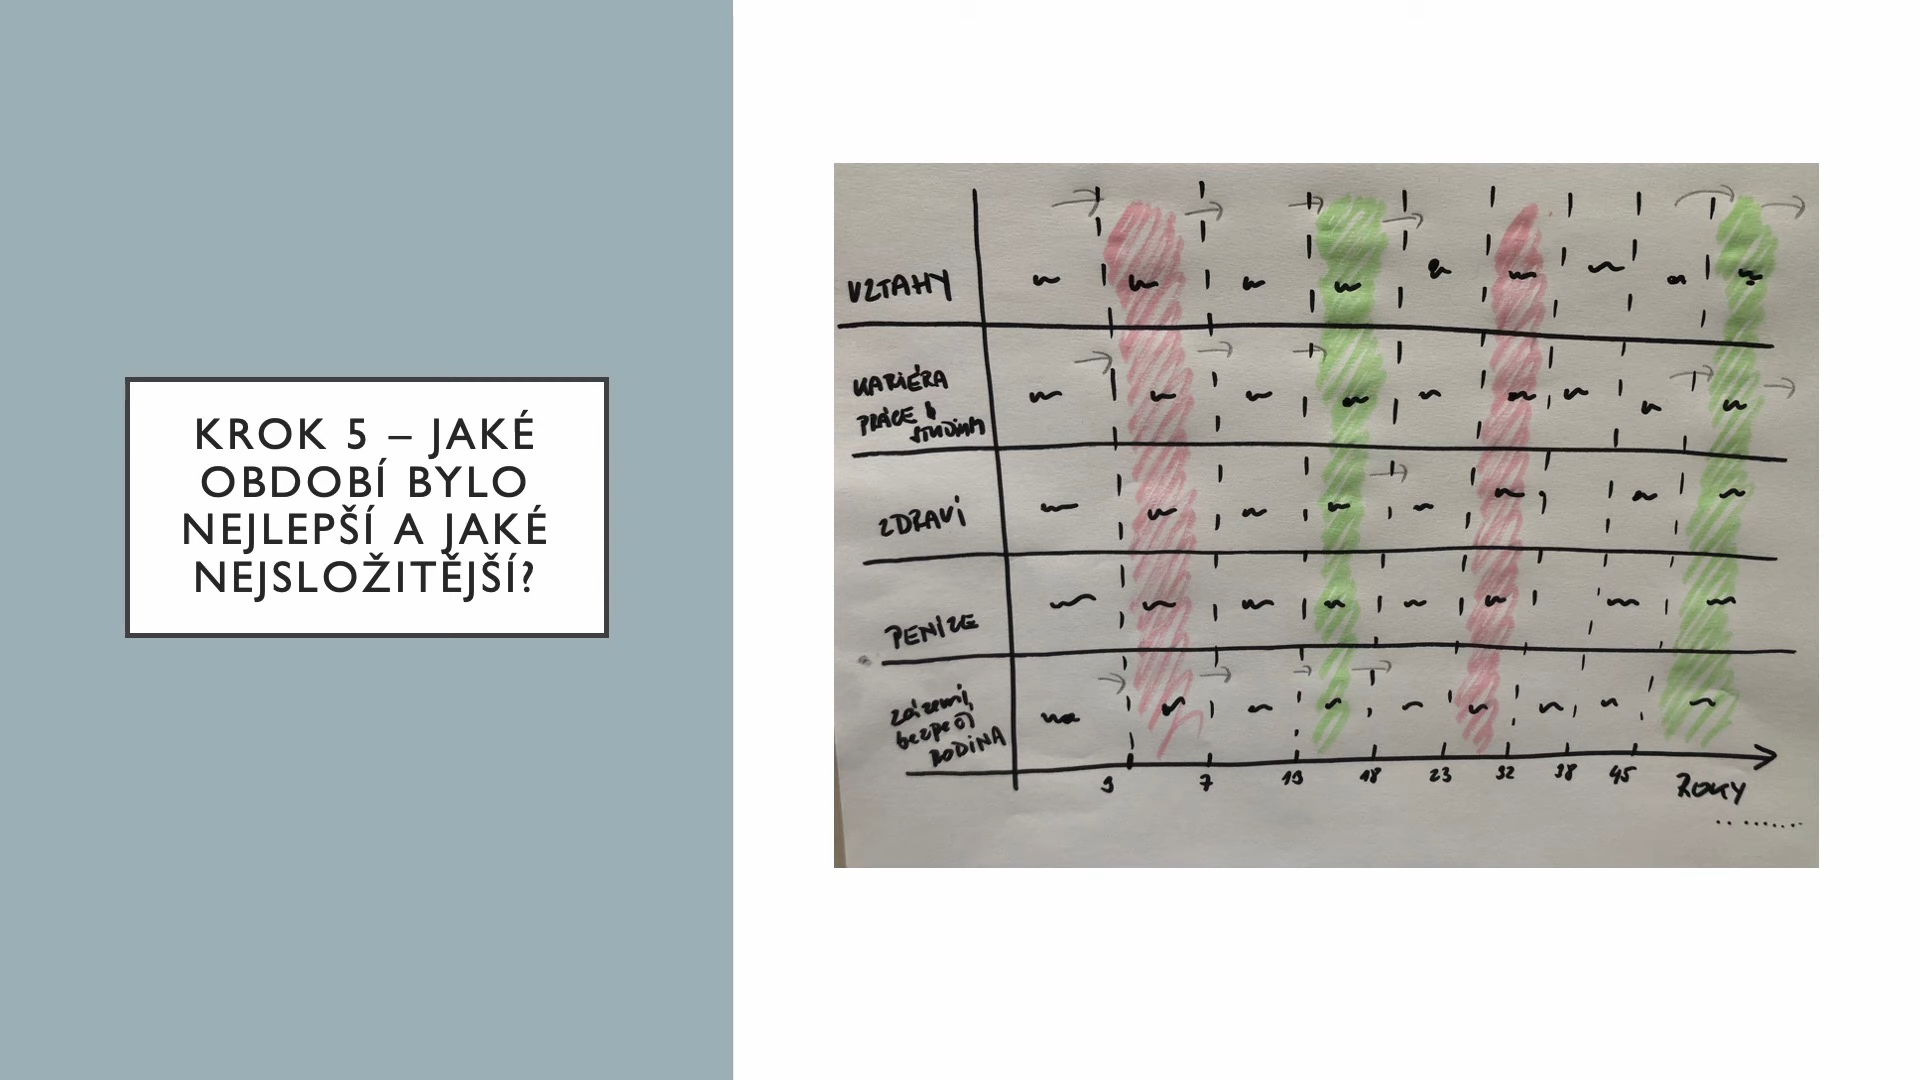 KROK 5 – JAKÉ
OBDOBÍ BYLO
NEJLEPŠÍ A JAKÉ
NEJSLOŽITĚJŠÍ?
VZTAHY
KARIÉRA
PRÁCE
STUDIUM
ZDRAVÍ
PENÍZE
zázemí,
bezpečí
RODINA
3 7 13 18 23 32 38 45 ROKY